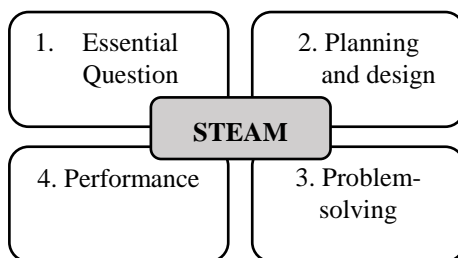 1. Essential
Question
2. Planning
and design
STEAM
4. Performance
3. Problem-
solving